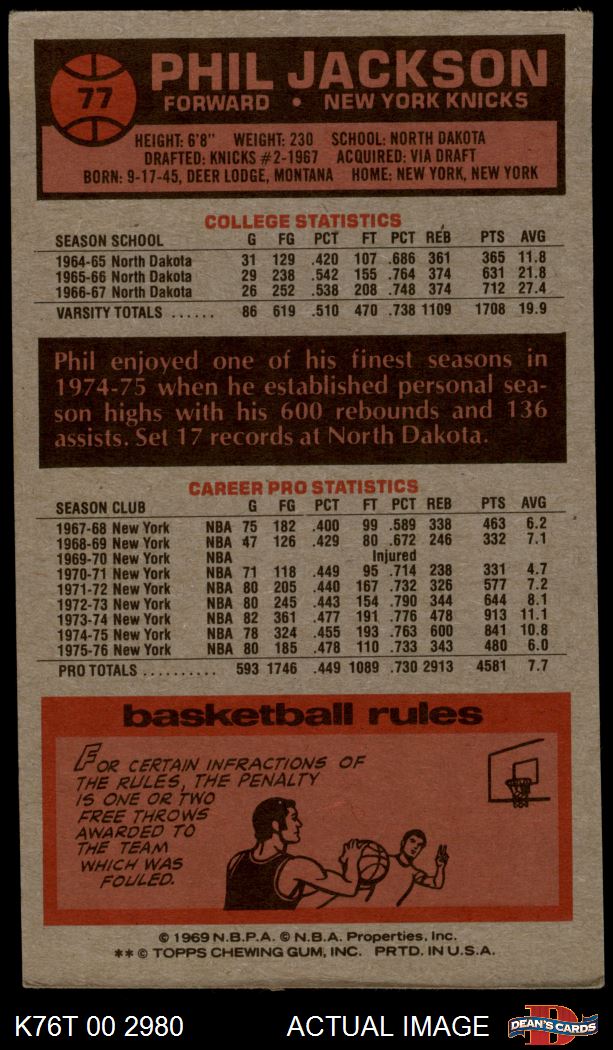 77
PHIL JACKSON
FORWARD • NEW YORK KNICKS
HEIGHT: 6'8" WEIGHT: 230 SCHOOL: NORTH DAKOTA
DRAFTED: KNICKS #2-1967 ACQUIRED: VIA DRAFT
BORN: 9-17-45, DEER LODGE, MONTANA HOME: NEW YORK, NEW YORK
COLLEGE STATISTICS
SEASON SCHOOL G FG PCT FT PCT REB PTS AVG
1964-65 North Dakota 31 129 .420 107 .686 361 365 11.8
1965-66 North Dakota 29 238 .542 155 .764 374 631 21.8
1966-67 North Dakota 26 252 .538 208 .748 374 712 27.4
VARSITY TOTALS ...... 86 619 .510 470 .738 1109 1708 19.9
Phil enjoyed one of his finest seasons in
1974-75 when he established personal sea-
son highs with his 600 rebounds and 136
assists. Set 17 records at North Dakota.
CAREER PRO STATISTICS
SEASON CLUB G FG PCT FT PCT REB PTS AVG
1967-68 New York NBA 75 182 .400 99 .589 338 463 6.2
1968-69 New York NBA 47 126 .429 80 .672 246 332 7.1
1969-70 New York NBA Injured
1970-71 New York NBA 71 118 .449 95 .714 238 331 4.7
1971-72 New York NBA 80 205 .440 167 .732 326 577 7.2
1972-73 New York NBA 80 245 .443 154 .790 344 644 8.1
1973-74 New York NBA 82 361 .477 191 .776 478 913 11.1
1974-75 New York NBA 78 324 .455 193 .763 600 841 10.8
1975-76 New York NBA 80 185 .478 110 .733 343 480 6.0
PRO TOTALS .......... 593 1746 .449 1089 .730 2913 4581 7.7
basketball rules
FOR CERTAIN INFRACTIONS OF
THE RULES, THE PENALTY
IS ONE OR TWO
FREE THROWS
AWARDED TO
THE TEAM
WHICH WAS
FOULED.
© 1969 N.B.P.A. © N.B.A. Properties, Inc.
** © TOPPS CHEWING GUM, INC. PRTD. IN U.S.A.
K76T 00 2980 ACTUAL IMAGE
D
DEAN'S CARDS